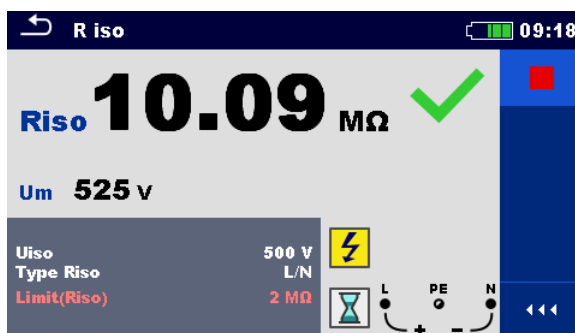 R iso 09:18
Riso 10.09 MΩ
Um 525 V
Uiso 500 V
Type Riso L/N
Limit(Riso) 2 MΩ
L PE N
+ -